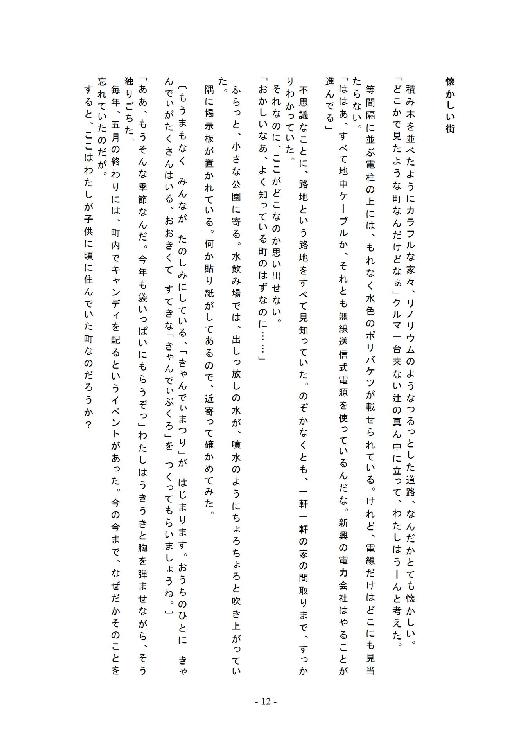 懐かしい街
積み木を並べたようにカラフルな家々、リノリウムのようなつるっとした道路、なんだかとても懐かしい。
「どこかで見たような町なんだけどなぁ」クルマ一台来ない辻の真ん中に立って、わたしはうーんと考えた。
等間隔に並ぶ電柱の上には、もれなく水色のポリバケツが載せられている。けれど、電線だけはどこにも見当
たらない。
「ははあ、すべて地中ケーブルか、それとも無線送信式電線を使っているんだな。新興の電力会社はやることが
進んでる」
不思議なことに、路地という路地をすべて見知っていた。のぞかなくとも、一軒一軒の家の間取りまで、すっか
りわかっていた。
それなのに、ここがどこなのか思い出せない。
「おかしいなあ、よく知っている町のはずなのに……」
ふらっと、小さな公園に寄る。水飲み場では、出しっ放しの水が、噴水のようにちょろちょろと吹き上がってい
た。
隅に掲示板が置かれている。何か貼り紙がしてあるので、近寄って確かめてみた。
〔もうまもなく みんなが たのしみにしている、「きゃんでぃまつり」が はじまります。おうちのひとに きゃ
んでぃがたくさんはいる、おおきくて すてきな「きゃんでぃぶくろ」を つくってもらいましょうね。〕
「ああ、もうそんな季節なんだ。今年も袋いっぱいにもらうぞっ」わたしはうきうきと胸を弾ませながら、そう
独りごちた。
毎年、五月の終わりには、町内でキャンディを配るというイベントがあった。今の今まで、なぜだかそのことを
忘れていたのだが。
すると、ここはわたしが子供に頃に住んでいた町なのだろうか？
- 12 -